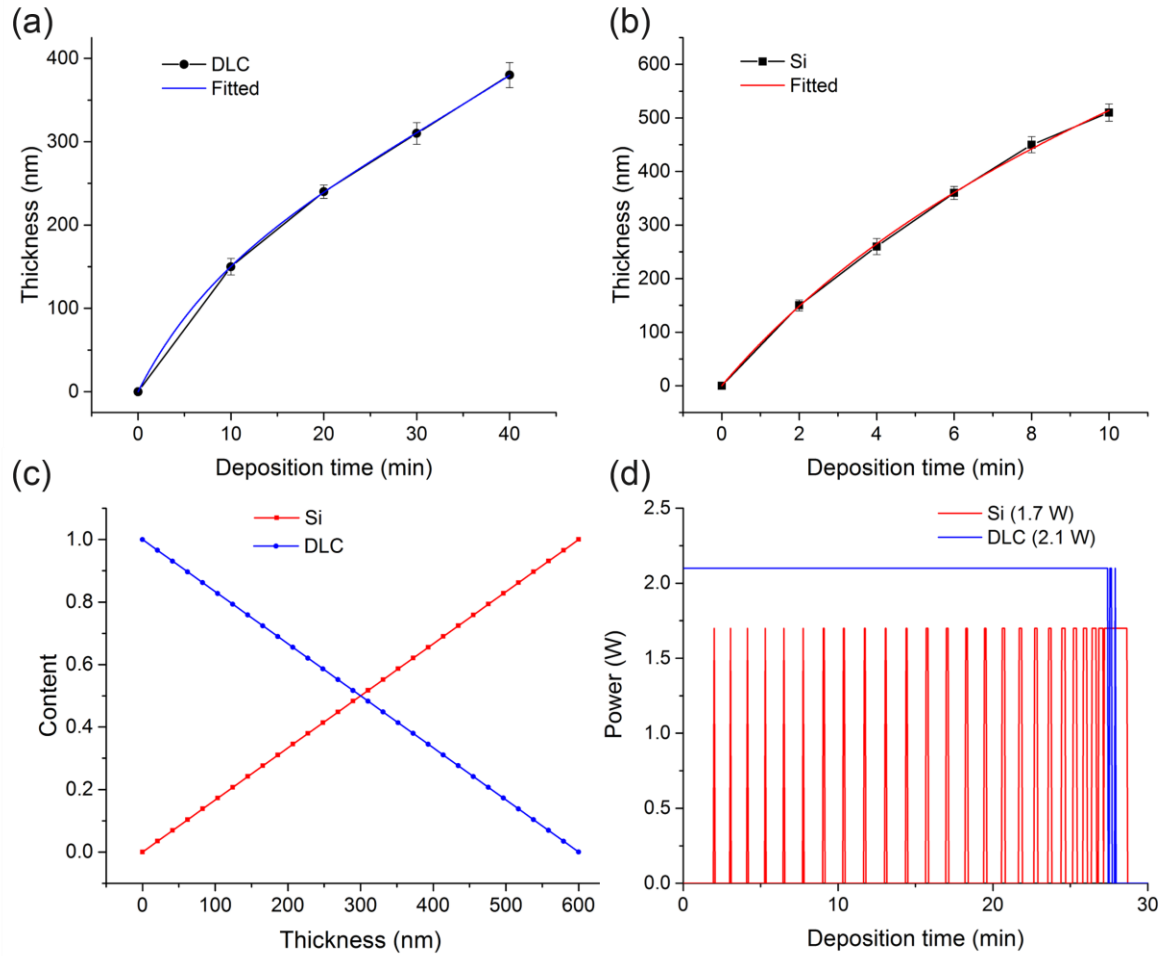 (a)
DLC
Fitted
400
300
200
100
0
Thickness (nm)
0 10 20 30 40
Deposition time (min)
(b)
Si
Fitted
600
500
400
300
200
100
0
Thickness (nm)
0 2 4 6 8 10
Deposition time (min)
(c)
Si
DLC
1.0
0.8
0.6
0.4
0.2
0.0
Content
0 100 200 300 400 500 600
Thickness (nm)
(d)
Si (1.7 W)
DLC (2.1 W)
2.5
2.0
1.5
1.0
0.5
0.0
Power (W)
0 10 20 30
Deposition time (min)